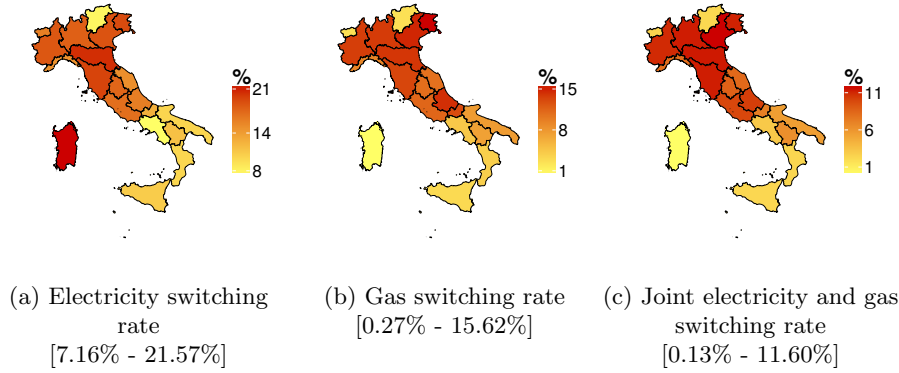 %
21
14
8
%
15
8
1
%
11
6
1
(a) Electricity switching
rate
[7.16% - 21.57%]
(b) Gas switching rate
[0.27% - 15.62%]
(c) Joint electricity and gas
switching rate
[0.13% - 11.60%]